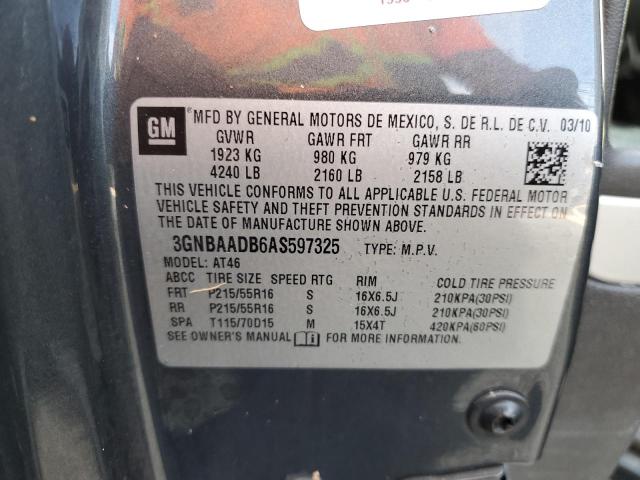 GM
MFD BY GENERAL MOTORS DE MEXICO, S. DE R.L. DE C.V. 03/10
GVWR GAWR FRT GAWR RR
1923 KG 980 KG 979 KG
4240 LB 2160 LB 2158 LB
THIS VEHICLE CONFORMS TO ALL APPLICABLE U.S. FEDERAL MOTOR
VEHICLE SAFETY AND THEFT PREVENTION STANDARDS IN EFFECT ON
THE DATE OF MANUFACTURE SHOWN ABOVE.
3GNBAADB6AS597325 TYPE: M.P.V.
MODEL: AT46
ABCC TIRE SIZE SPEED RTG RIM COLD TIRE PRESSURE
FRT P215/55R16 S 16X6.5J 210KPA(30PSI)
RR P215/55R16 S 16X6.5J 210KPA(30PSI)
SPA T115/70D15 M 15X4T 420KPA(60PSI)
SEE OWNER'S MANUAL FOR MORE INFORMATION.